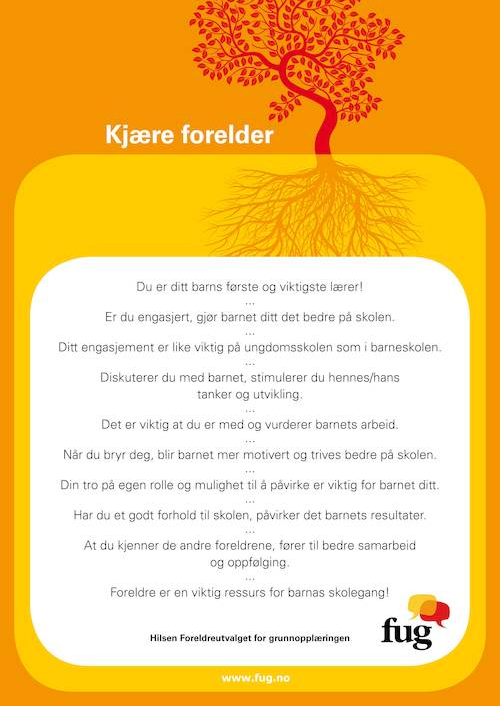 Kjære forelder
Du er ditt barns første og viktigste lærer!
...
Er du engasjert, gjør barnet ditt det bedre på skolen.
...
Ditt engasjement er like viktig på ungdomsskolen som i barneskolen.
...
Diskuterer du med barnet, stimulerer du hennes/hans
tanker og utvikling.
...
Det er viktig at du er med og vurderer barnets arbeid.
...
Når du bryr deg, blir barnet mer motivert og trives bedre på skolen.
...
Din tro på egen rolle og mulighet til å påvirke er viktig for barnet ditt.
...
Har du et godt forhold til skolen, påvirker det barnets resultater.
...
At du kjenner de andre foreldrene, fører til bedre samarbeid
og oppfølging.
...
Foreldre er en viktig ressurs for barnas skolegang!
Hilsen Foreldreutvalget for grunnopplæringen
fug
www.fug.no